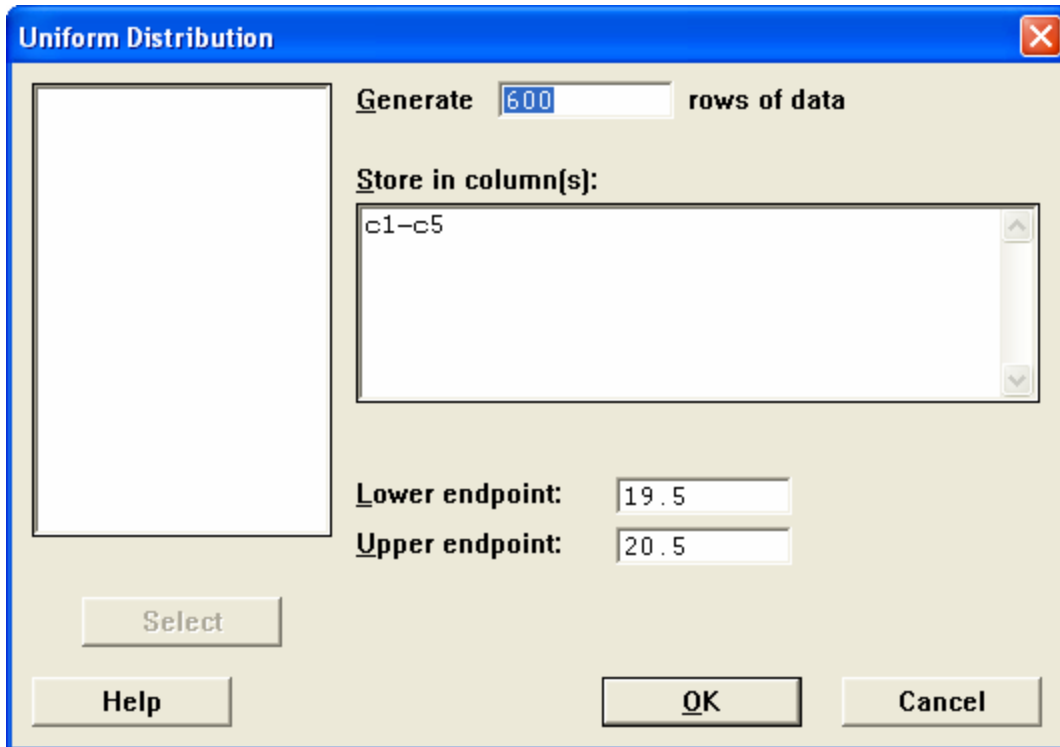 Uniform Distribution
Generate 600 rows of data
Store in column(s):
c1-c5
Lower endpoint: 19.5
Upper endpoint: 20.5
Select
Help OK Cancel